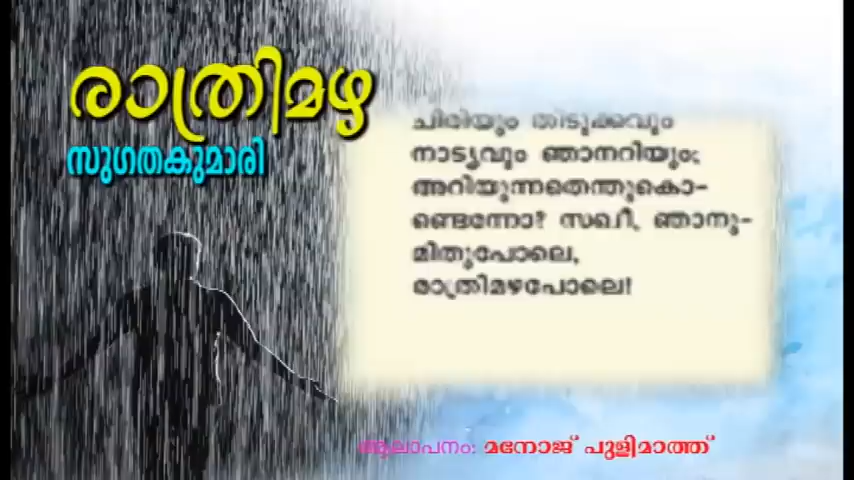 രാത്രിമഴ
സുഗതകുമാരി
ചിരിയും തിടുക്കവും
നാട്യവും ഞാനറിയും;
അറിയുന്നതെന്തുകൊ-
ണ്ടെന്നോ? സഖീ, ഞാനു-
മിതുപോലെ,
രാത്രിമഴപോലെ!
ആലാപനം: മനോജ് പുളിമാത്ത്